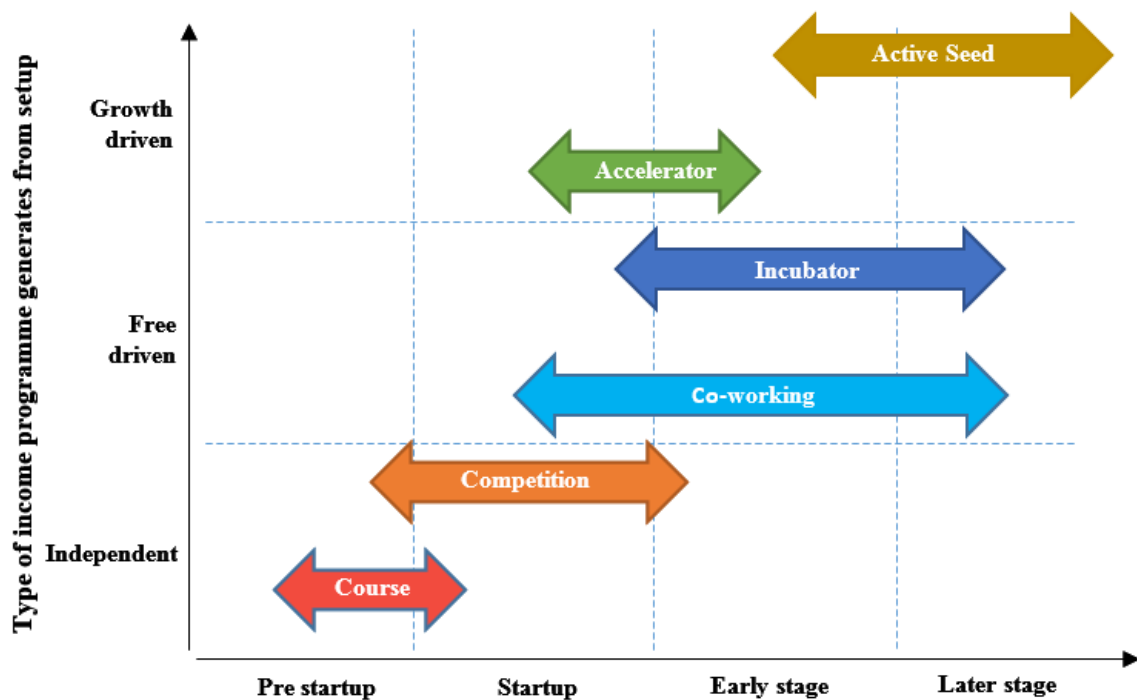 Type of income programme generates from setup
Growth
driven
Free
driven
Independent
Active Seed
Accelerator
Incubator
Co-working
Competition
Course
Pre startup
Startup
Early stage
Later stage